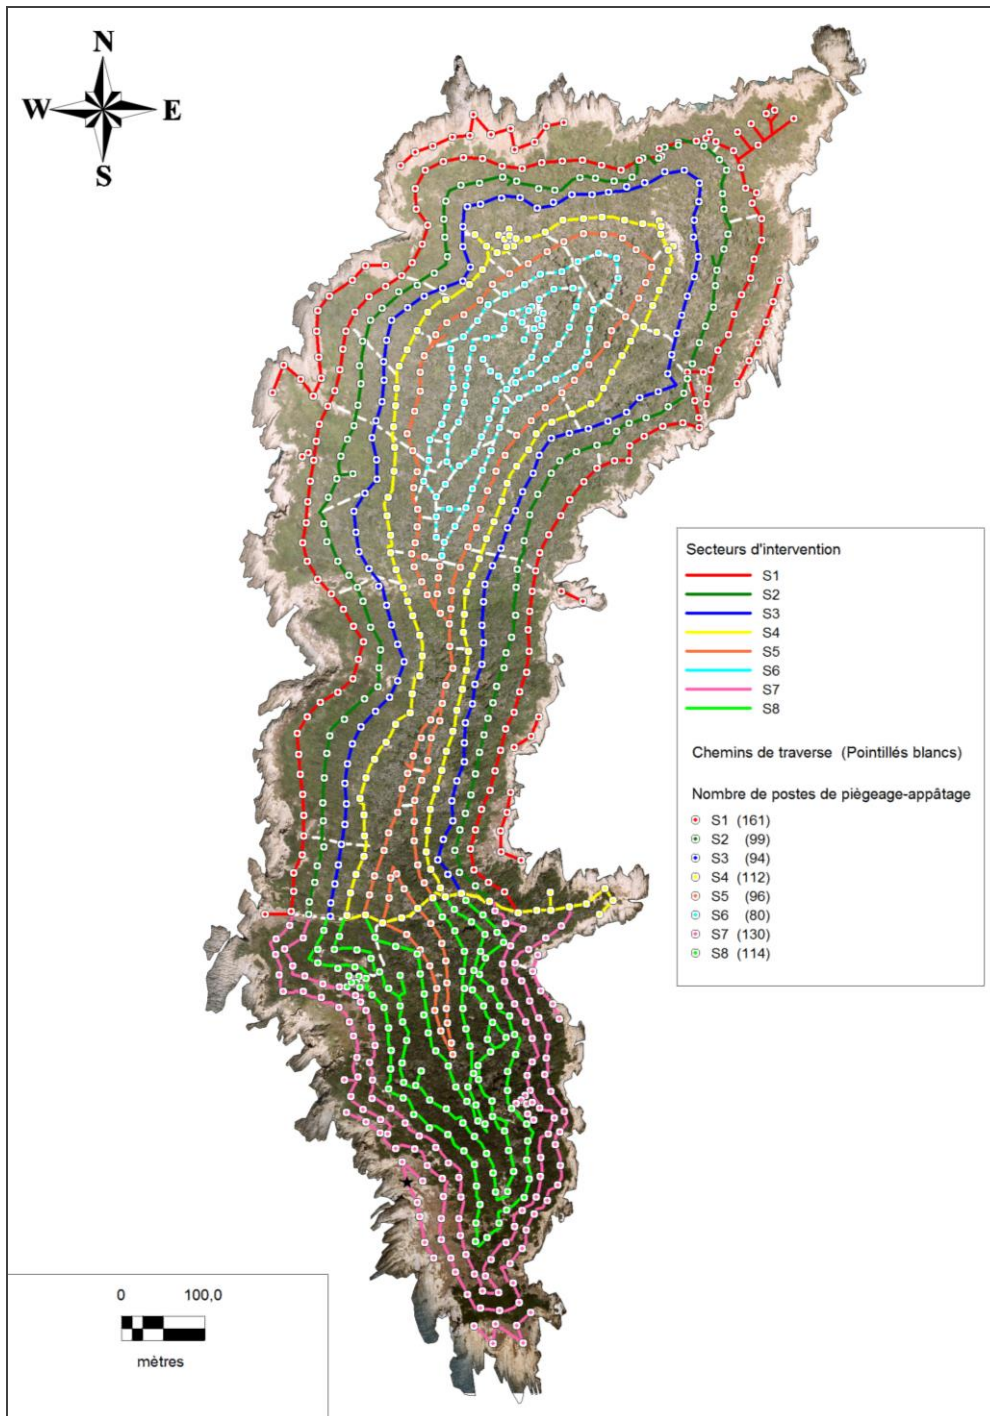 N
W E
S
Secteurs d'intervention
S1
S2
S3
S4
S5
S6
S7
S8
Chemins de traverse (Pointillés blancs)
Nombre de postes de piègeage-appâtage
S1 (161)
S2 (99)
S3 (94)
S4 (112)
S5 (96)
S6 (80)
S7 (130)
S8 (114)
0 100,0
mètres